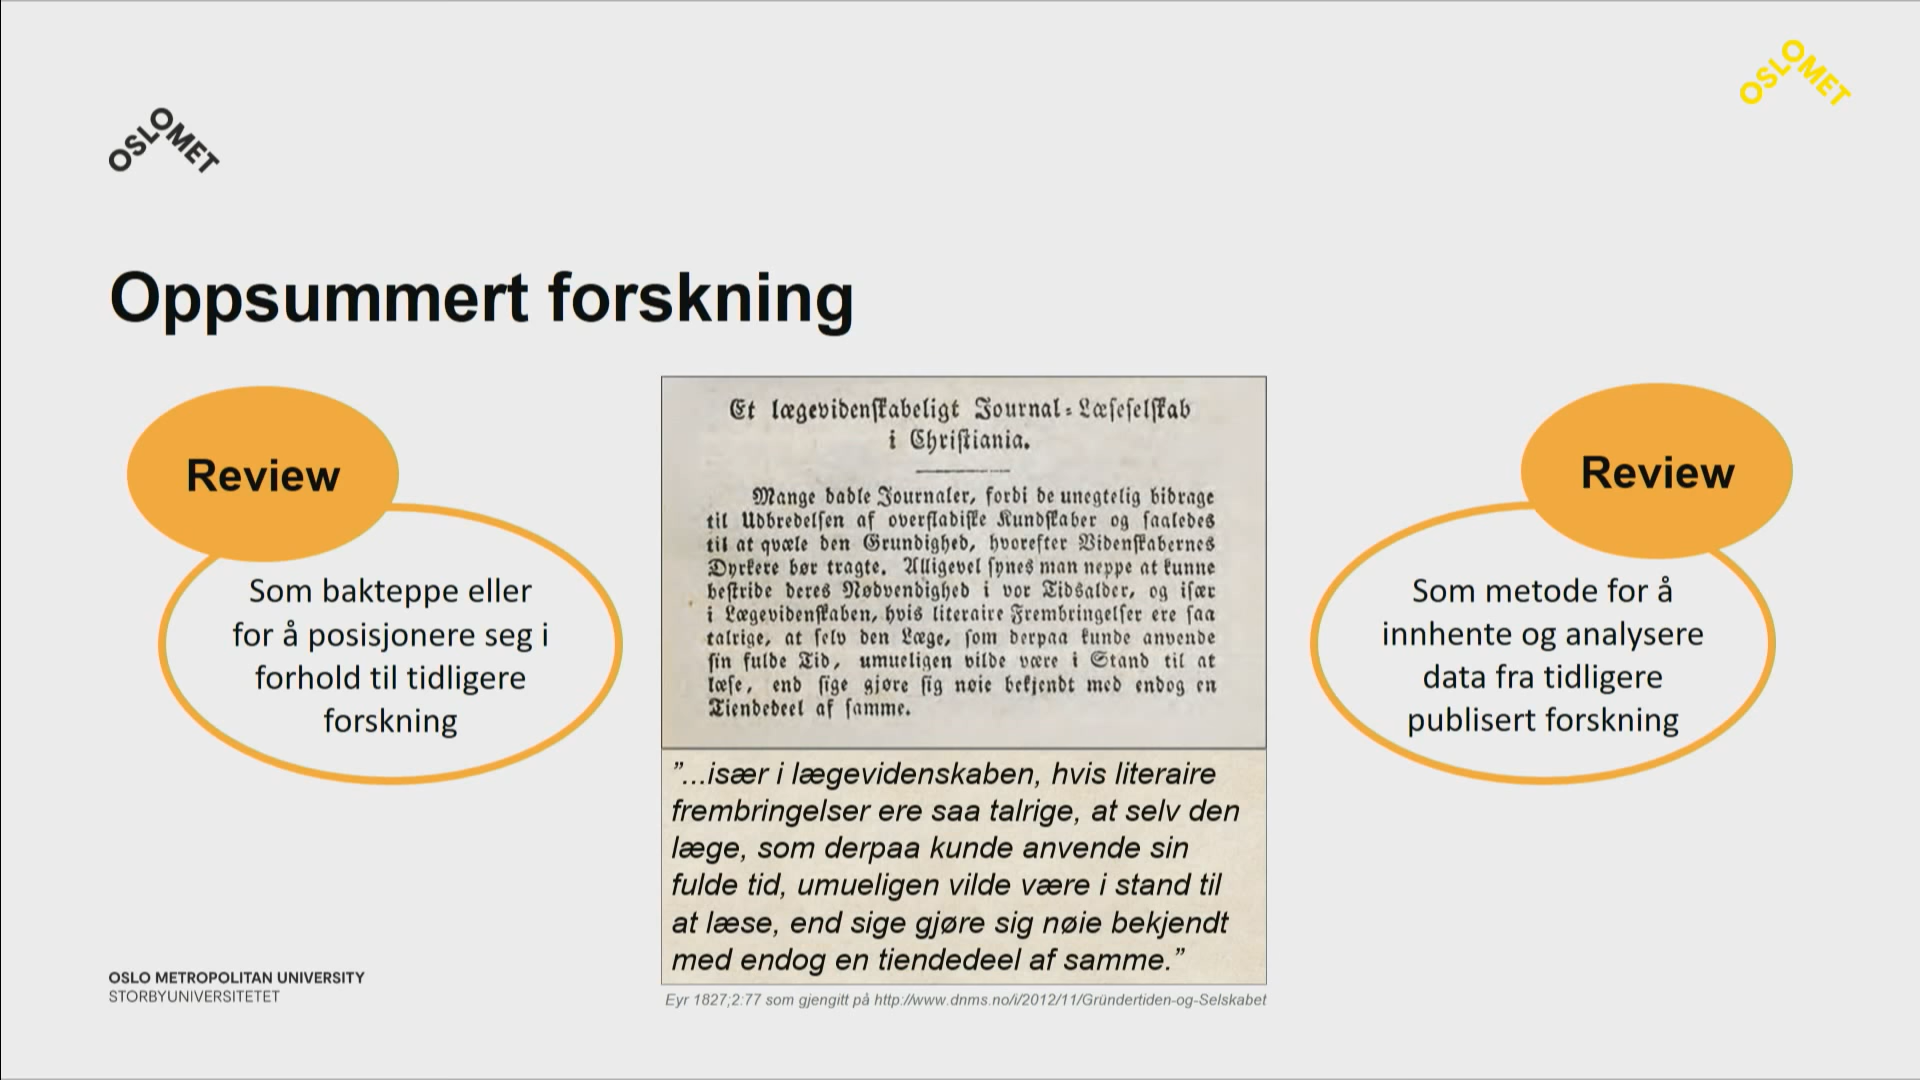 OSLOMET
OSLOMET
Oppsummert forskning
Review
Som bakteppe eller
for å posisjonere seg i
forhold til tidligere
forskning
Et lægevidenskabeligt Journal-Læseselskab
i Christiania.
Mange dadle Journaler, fordi de unegtelig bidrage
til Udbredelsen af overfladiske Kundskaber og saaledes
til at qvæle den Grundighed, hvorefter Videnskabernes
Dyrkere bør tragte. Alligevel synes man neppe at kunne
bestride deres Nødvendighed i vor Tidsalder, og især
i Lægevidenskaben, hvis literaire Frembringelser ere saa
talrige, at selv den Læge, som derpaa kunde anvende
sin fulde Tid, umueligen vilde være i Stand til at
læse, end sige gjøre sig nøie bekjendt med endog en
Tiendedeel af samme.
”...især i lægevidenskaben, hvis literaire
frembringelser ere saa talrige, at selv den
læge, som derpaa kunde anvende sin
fulde tid, umueligen vilde være i stand til
at læse, end sige gjøre sig nøie bekjendt
med endog en tiendedeel af samme.”
Eyr 1827;2:77 som gjengitt på http://www.dnms.no/i/2012/11/Gründertiden-og-Selskabet
Review
Som metode for å
innhente og analysere
data fra tidligere
publisert forskning
OSLO METROPOLITAN UNIVERSITY
STORBYUNIVERSITETET